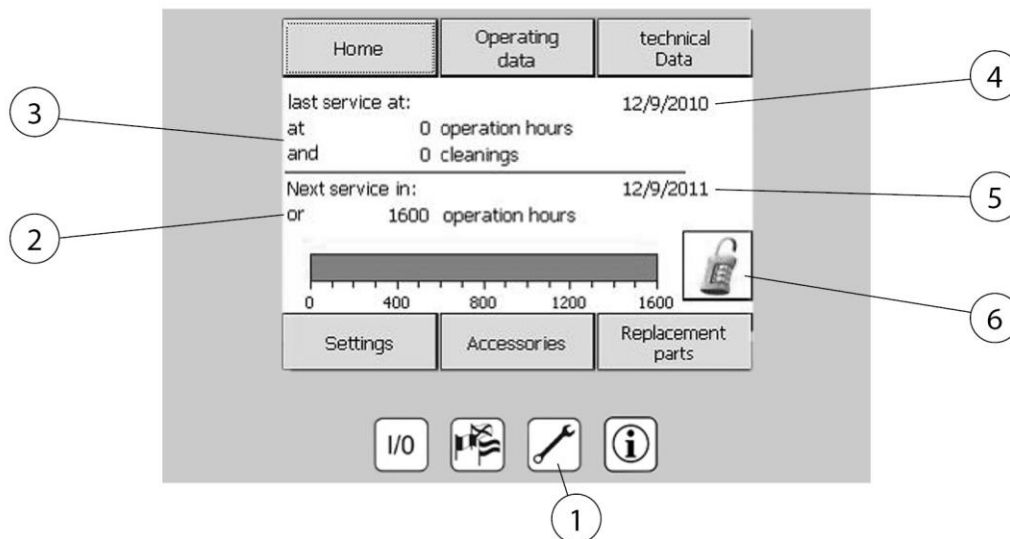 Home
Operating
data
technical
Data
4
3
last service at:
12/9/2010
at 0 operation hours
and 0 cleanings
Next service in:
12/9/2011
5
2
or 1600 operation hours
0 400 800 1200 1600
6
Settings
Accessories
Replacement
parts
I/0
i
1